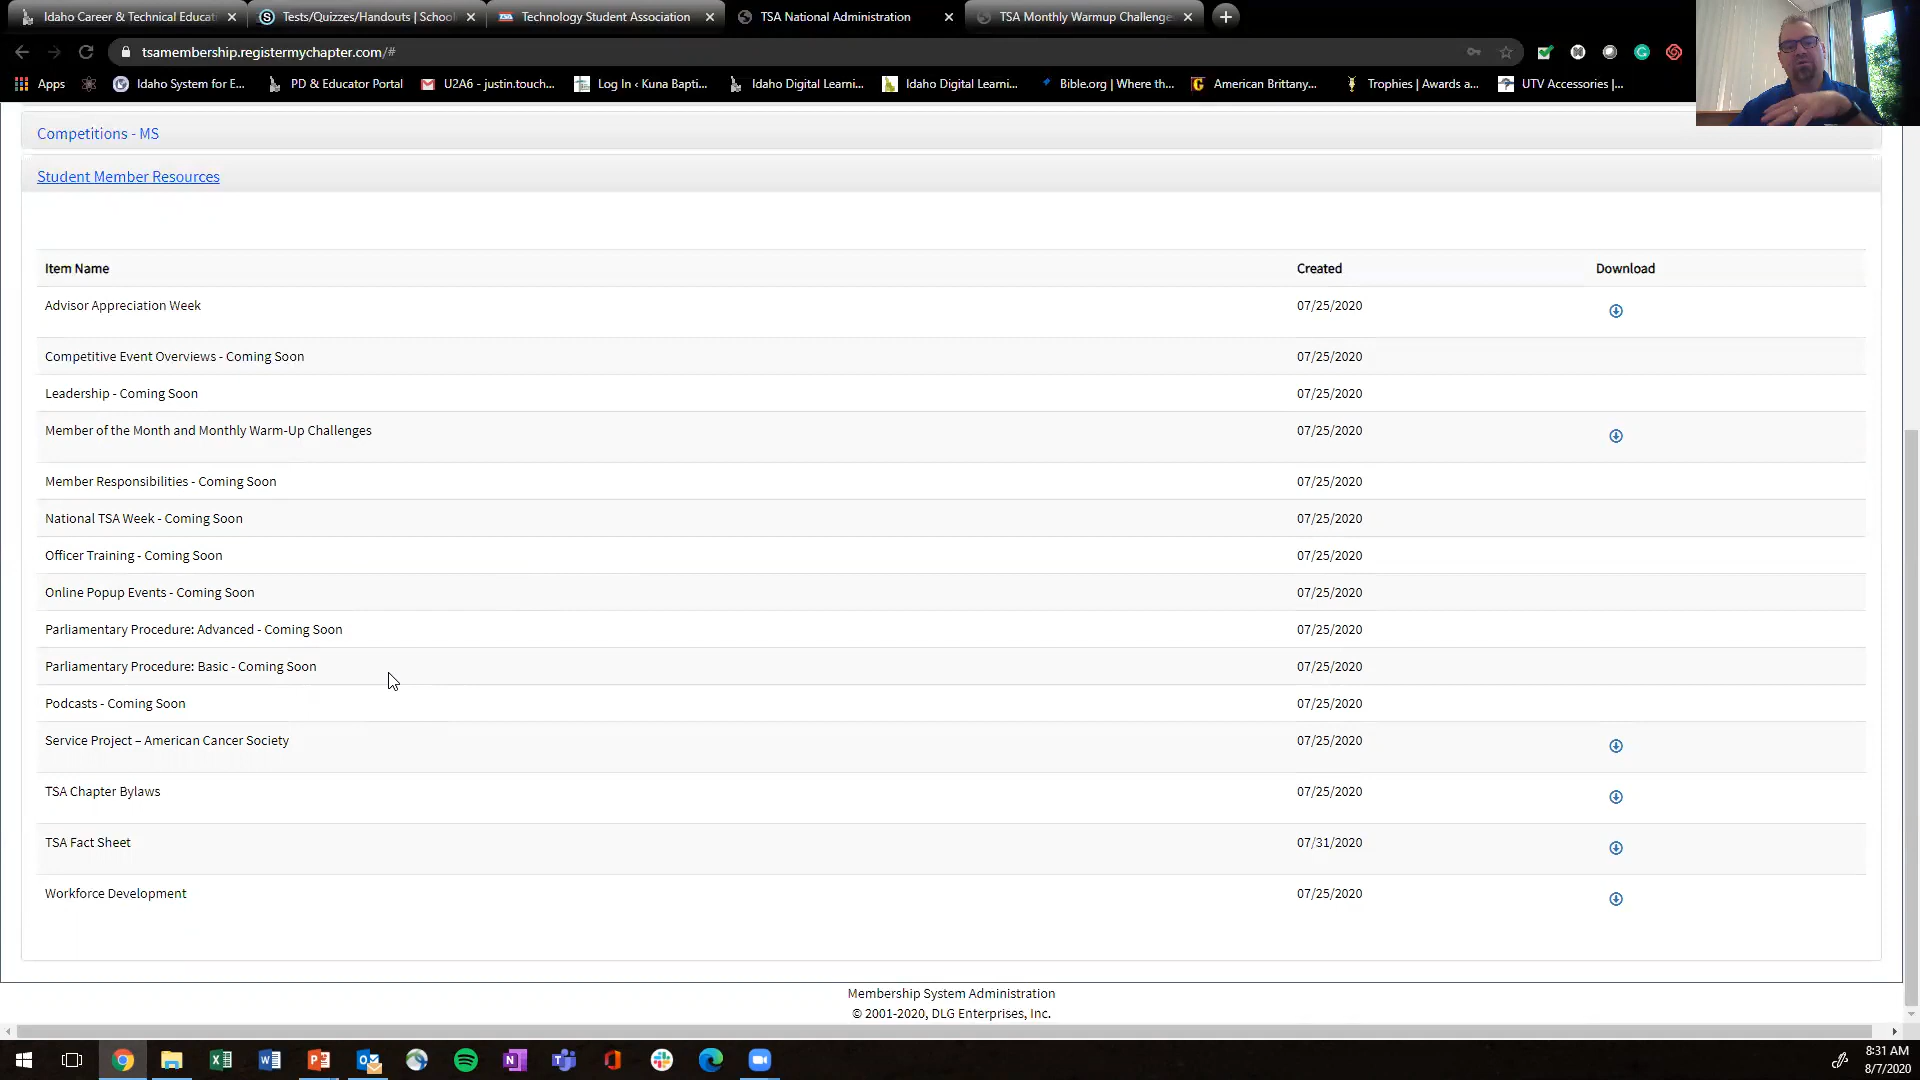 Idaho Career & Technical Educati
Tests/Quizzes/Handouts | School
Technology Student Association
TSA National Administration
TSA Monthly Warmup Challenge
tsamembership.registermychapter.com/#
Apps
Idaho System for E...
PD & Educator Portal
U2A6 - justin.touch...
Log In ‹ Kuna Bapti...
Idaho Digital Learni...
Idaho Digital Learni...
Bible.org | Where th...
American Brittany...
Trophies | Awards a...
UTV Accessories |...
Competitions - MS
Student Member Resources
Item Name Created Download
Advisor Appreciation Week 07/25/2020
Competitive Event Overviews - Coming Soon 07/25/2020
Leadership - Coming Soon 07/25/2020
Member of the Month and Monthly Warm-Up Challenges 07/25/2020
Member Responsibilities - Coming Soon 07/25/2020
National TSA Week - Coming Soon 07/25/2020
Officer Training - Coming Soon 07/25/2020
Online Popup Events - Coming Soon 07/25/2020
Parliamentary Procedure: Advanced - Coming Soon 07/25/2020
Parliamentary Procedure: Basic - Coming Soon 07/25/2020
Podcasts - Coming Soon 07/25/2020
Service Project – American Cancer Society 07/25/2020
TSA Chapter Bylaws 07/25/2020
TSA Fact Sheet 07/31/2020
Workforce Development 07/25/2020
Membership System Administration
© 2001-2020, DLG Enterprises, Inc.
8:31 AM
8/7/2020